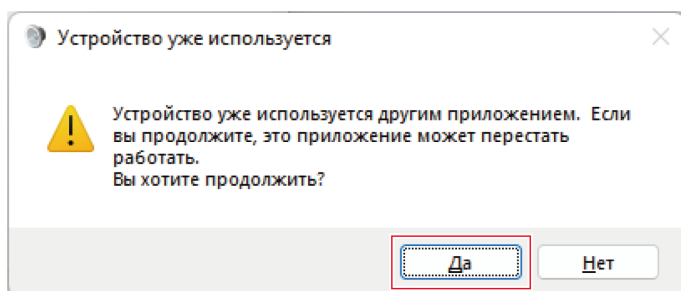 Устройство уже используется
Устройство уже используется другим приложением. Если
вы продолжите, это приложение может перестать
работать.
Вы хотите продолжить?
Да
Нет